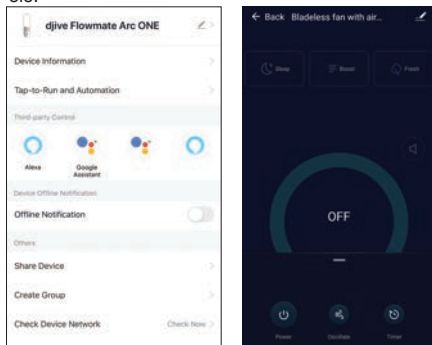 djive Flowmate Arc ONE
Device Information
Tap-to-Run and Automation
Third-party Control
Alexa
Google
Assistant
Device Offline Notification
Offline Notification
Others
Share Device
Create Group
Check Device Network Check Now
Back Bladeless fan with air...
Sleep Boost Fresh
OFF
Power Oscillate Timer